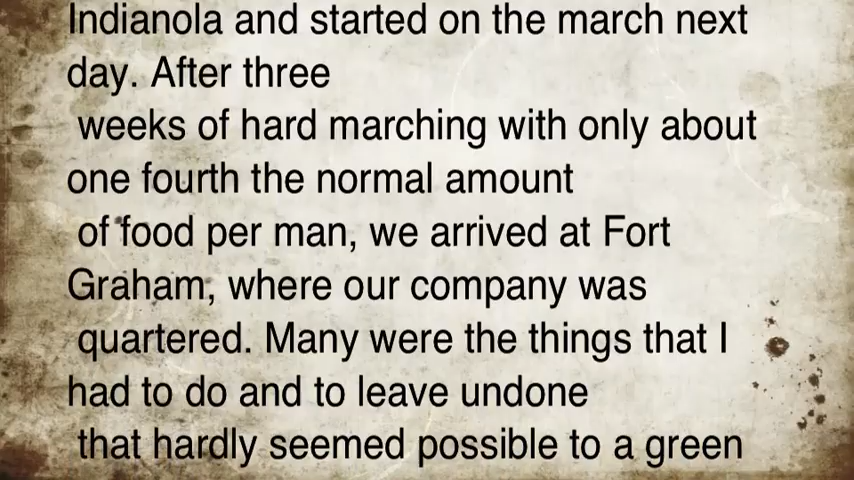 Indianola and started on the march next
day. After three
weeks of hard marching with only about
one fourth the normal amount
of food per man, we arrived at Fort
Graham, where our company was
quartered. Many were the things that I
had to do and to leave undone
that hardly seemed possible to a green